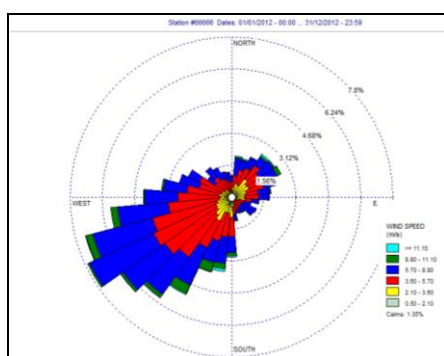 Station #66666 Dates: 01/01/2012 - 00:00 ... 31/12/2012 - 23:59
NORTH
7.8%
6.24%
4.68%
3.12%
1.56%
WEST
E
SOUTH
WIND SPEED
(m/s)
>= 11.10
8.80 - 11.10
5.70 - 8.80
3.60 - 5.70
2.10 - 3.60
0.50 - 2.10
Calms: 1.35%